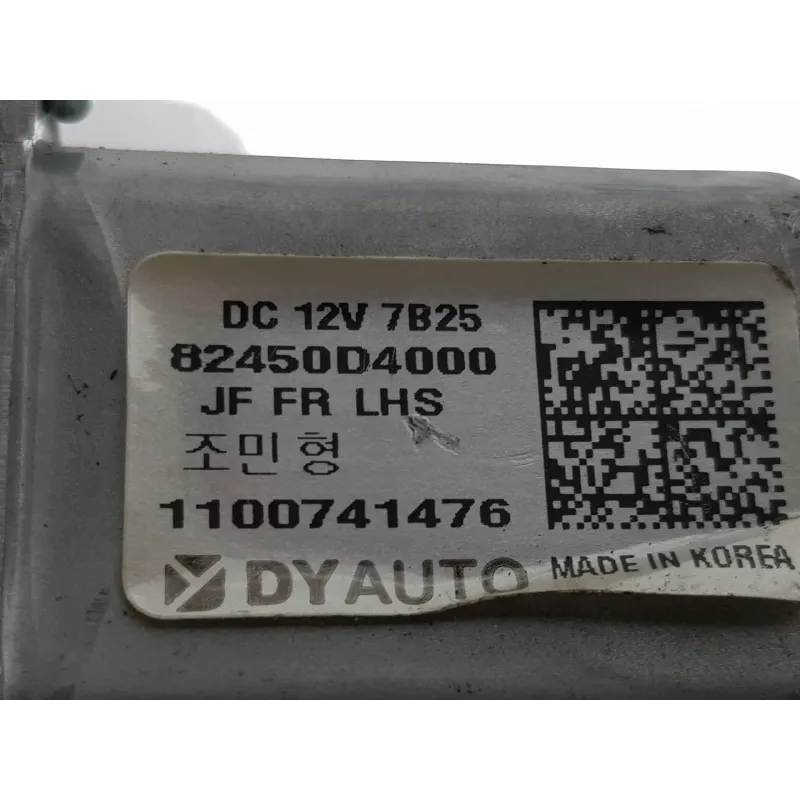 DC 12V 7B25
82450D4000
JF FR LHS
조민형
1100741476
DYAUTO MADE IN KOREA